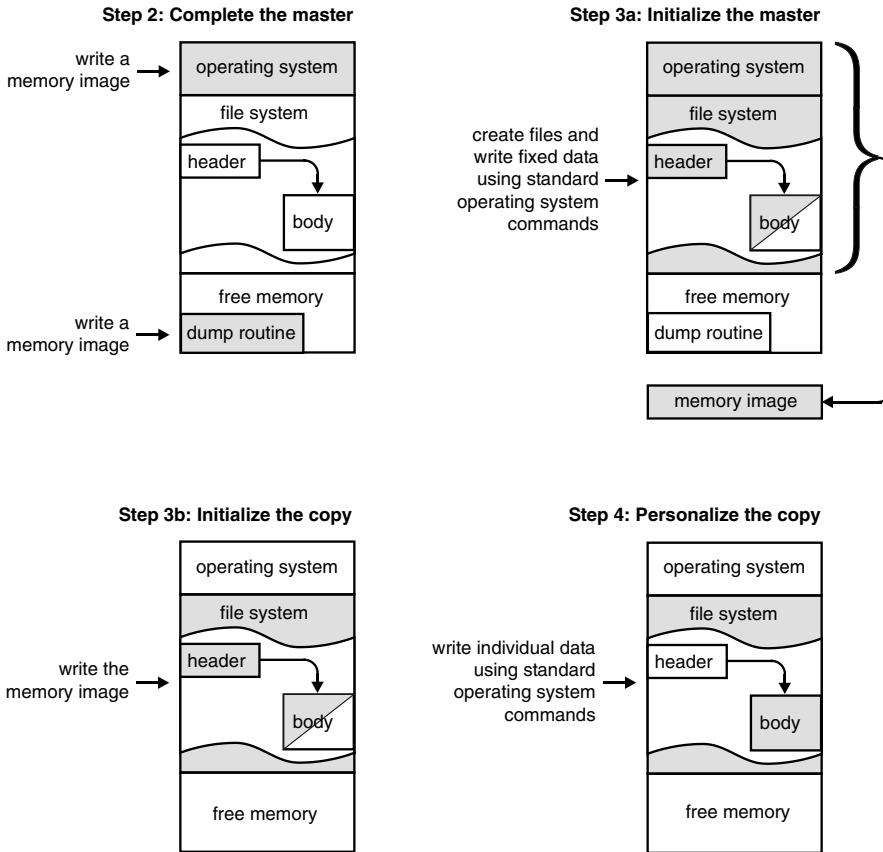 Step 2: Complete the master
write a
memory image
operating system
file system
header
body
free memory
write a
memory image
dump routine
Step 3a: Initialize the master
operating system
file system
create files and
write fixed data
using standard
operating system
commands
header
body
free memory
dump routine
memory image
Step 3b: Initialize the copy
operating system
file system
write the
memory image
header
body
free memory
Step 4: Personalize the copy
operating system
file system
write individual data
using standard
operating system
commands
header
body
free memory